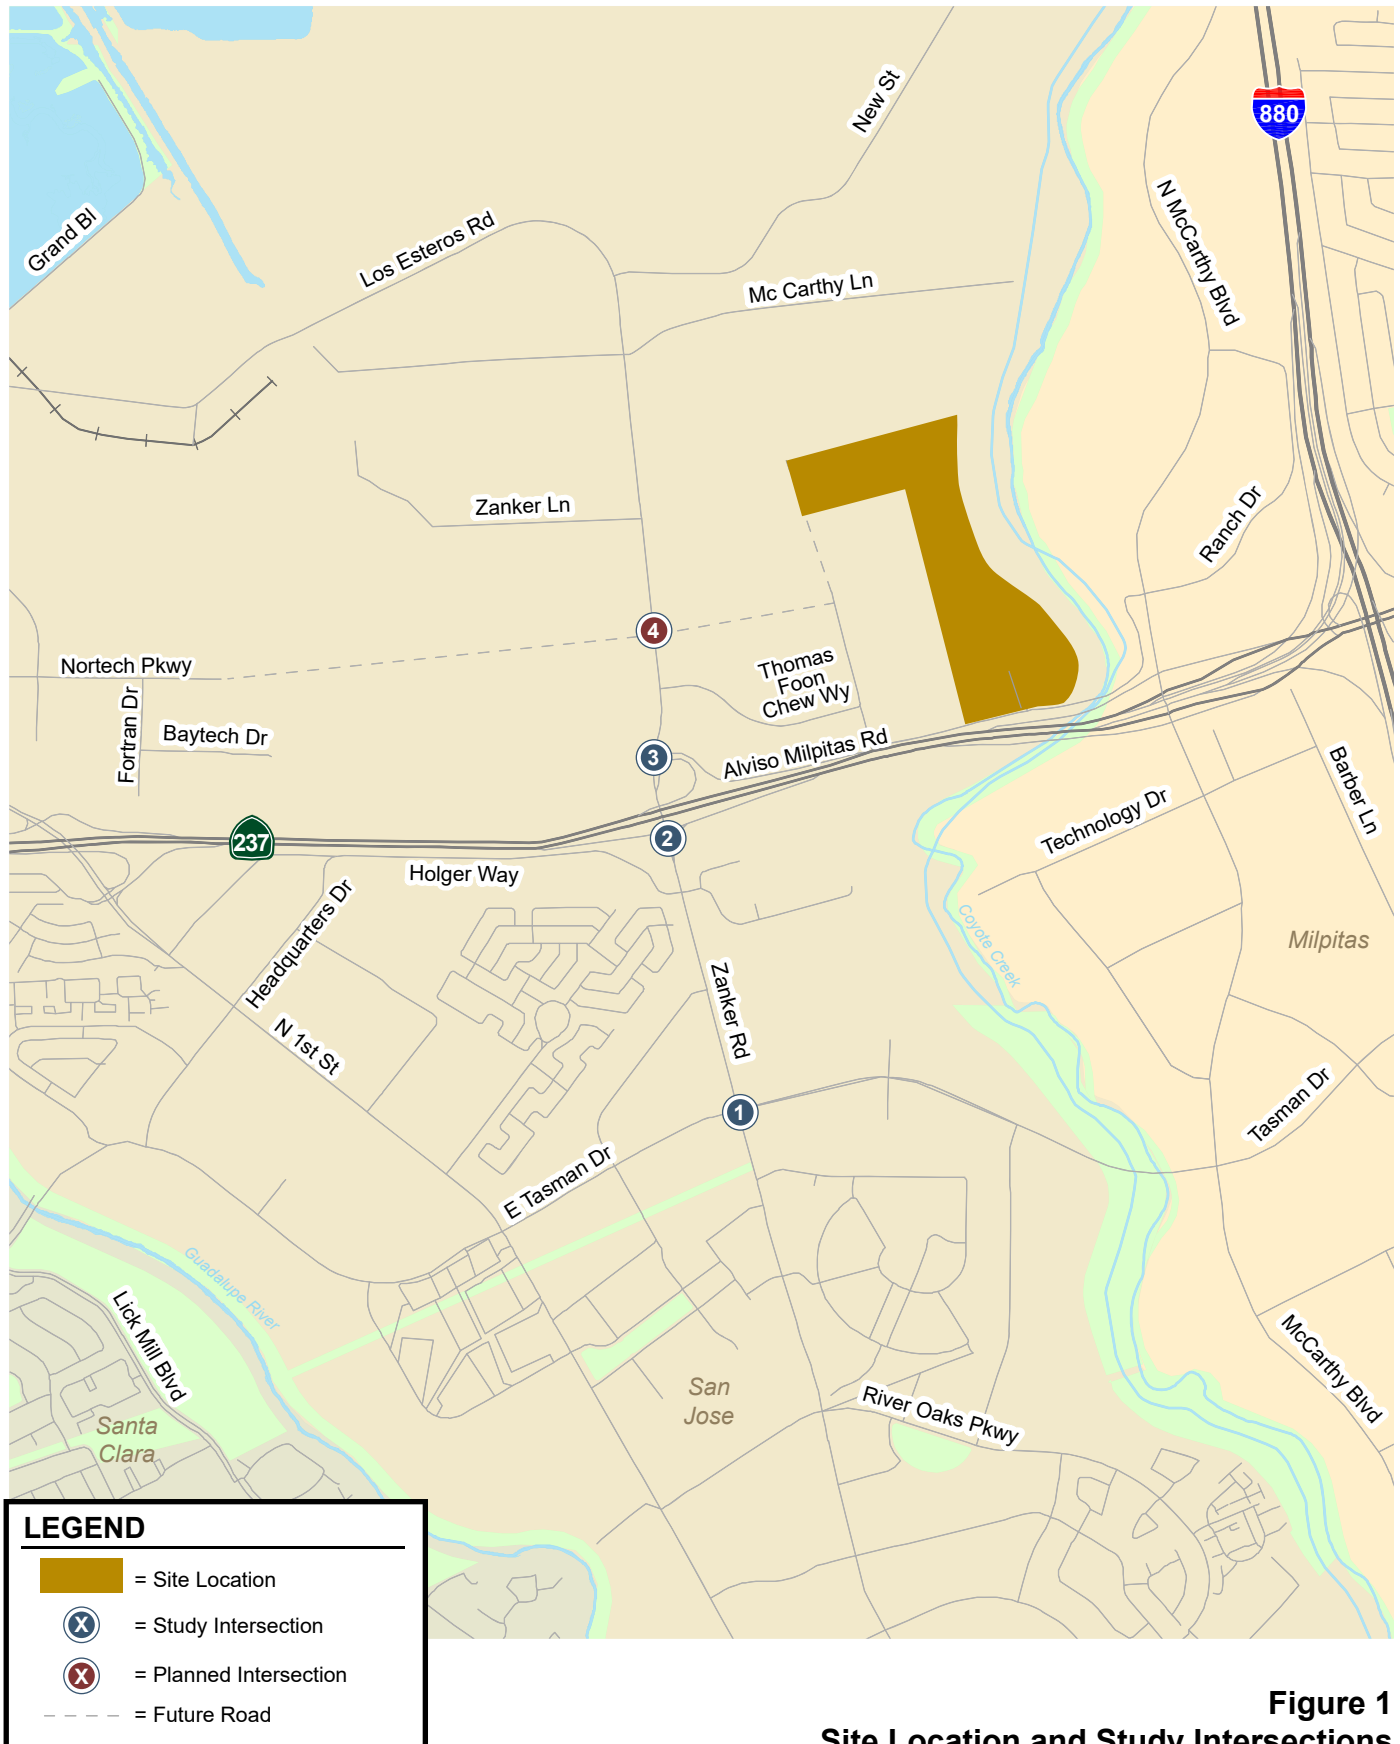 New St
880
N McCarthy Blvd
Grand Bl
Los Esteros Rd
Mc Carthy Ln
Zanker Ln
Ranch Dr
4
Nortech Pkwy
Thomas
Foon
Chew Wy
Fortran Dr
Baytech Dr
3
Alviso Milpitas Rd
Barber Ln
237
2
Technology Dr
Holger Way
Headquarters Dr
Coyote Creek
Milpitas
Zanker Rd
N 1st St
1
Tasman Dr
E Tasman Dr
Guadalupe River
Lick Mill Blvd
McCarthy Blvd
San
Jose
River Oaks Pkwy
Santa
Clara
LEGEND
= Site Location
X = Study Intersection
X = Planned Intersection
= Future Road
Figure 1
Site Location and Study Intersections